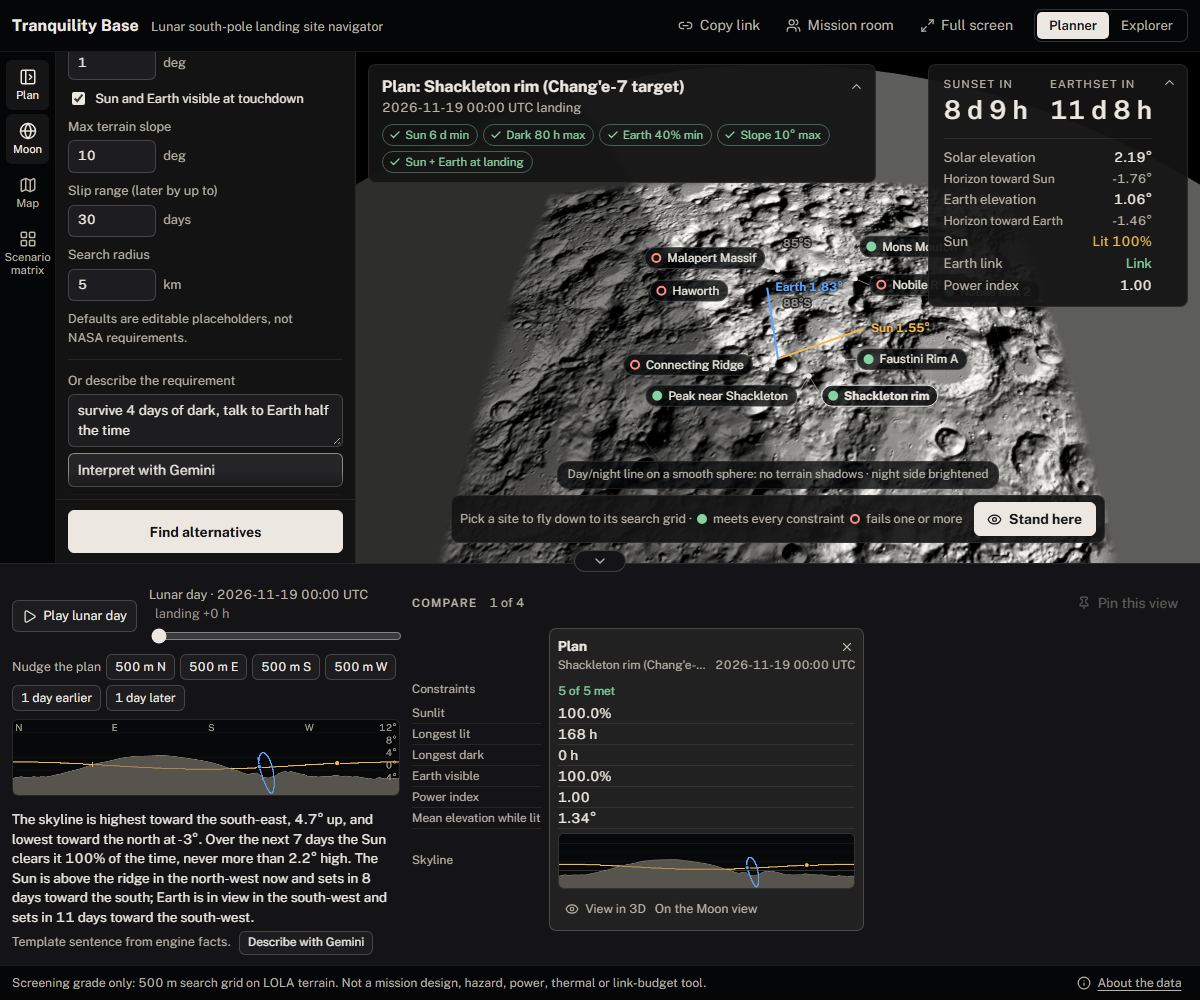 Tranquility Base
Lunar south-pole landing site navigator
Copy link
Mission room
Full screen
Planner
Explorer
Plan
Moon
Map
Scenario
matrix
1 deg
Sun and Earth visible at touchdown
Max terrain slope
10 deg
Slip range (later by up to)
30 days
Search radius
5 km
Defaults are editable placeholders, not
NASA requirements.
Or describe the requirement
survive 4 days of dark, talk to Earth half
the time
Interpret with Gemini
Find alternatives
Plan: Shackleton rim (Chang'e-7 target)
2026-11-19 00:00 UTC landing
Sun 6 d min
Dark 80 h max
Earth 40% min
Slope 10° max
Sun + Earth at landing
SUNSET IN
EARTHSET IN
8 d 9 h
11 d 8 h
Solar elevation 2.19°
Horizon toward Sun -1.76°
Earth elevation 1.06°
Horizon toward Earth -1.46°
Sun Lit 100%
Earth link Link
Power index 1.00
85°S
Malapert Massif
Mons Mo
Haworth
Earth 1.83°
Nobile
88°S
Sun 1.55°
Connecting Ridge
Faustini Rim A
Peak near Shackleton
Shackleton rim
Day/night line on a smooth sphere: no terrain shadows · night side brightened
Pick a site to fly down to its search grid · meets every constraint fails one or more
Stand here
Play lunar day
Lunar day · 2026-11-19 00:00 UTC
landing +0 h
Nudge the plan
500 m N
500 m E
500 m S
500 m W
1 day earlier
1 day later
N E S W 12°
8°
4°
0°
The skyline is highest toward the south-east, 4.7° up, and
lowest toward the north at -3°. Over the next 7 days the Sun
clears it 100% of the time, never more than 2.2° high. The
Sun is above the ridge in the north-west now and sets in 8
days toward the south; Earth is in view in the south-west and
sets in 11 days toward the south-west.
Template sentence from engine facts.
Describe with Gemini
COMPARE 1 of 4
Pin this view
Plan
Shackleton rim (Chang'e-... 2026-11-19 00:00 UTC
Constraints 5 of 5 met
Sunlit 100.0%
Longest lit 168 h
Longest dark 0 h
Earth visible 100.0%
Power index 1.00
Mean elevation while lit 1.34°
Skyline
View in 3D
On the Moon view
Screening grade only: 500 m search grid on LOLA terrain. Not a mission design, hazard, power, thermal or link-budget tool.
About the data